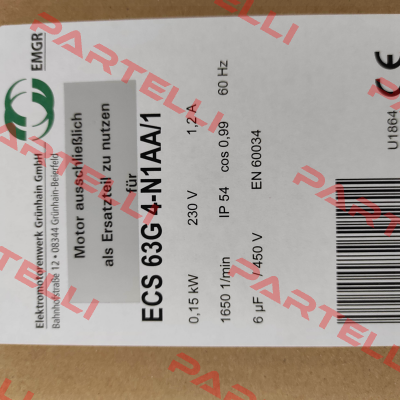 EMGR
Elektromotorenwerk Grünhain GmbH
Bahnhofstraße 12 • 08344 Grünhain-Beierfeld
Motor ausschließlich
als Ersatzteil zu nutzen
für
ECS 63G 4-N1AA/1
0,15 kW 230 V 1,2 A
1650 1/min IP 54 cos 0,99 60 Hz
6 µF / 450 V EN 60034
CE
U1864
PARTELLI
PARTELLI
PARTELLI
PARTELLI
PARTELLI